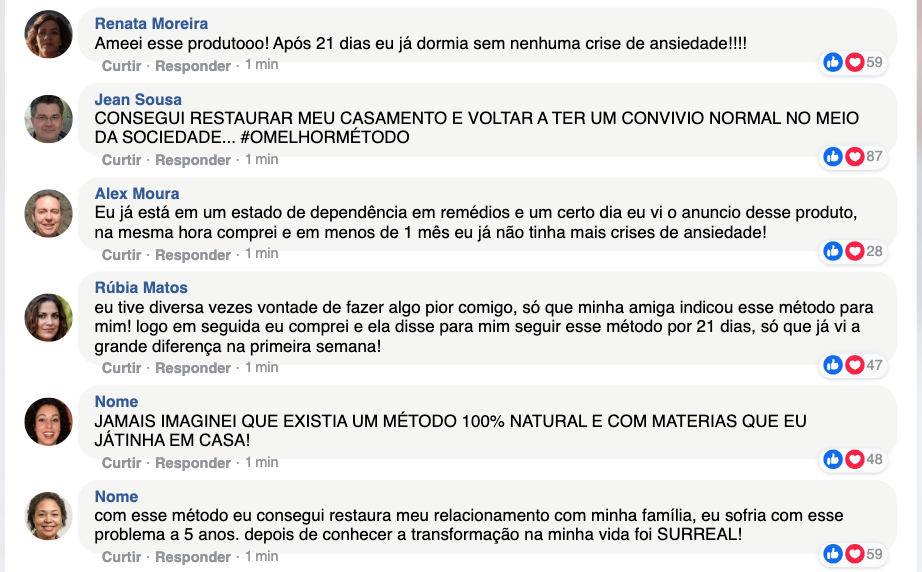 Renata Moreira
Ameei esse produtooo! Após 21 dias eu já dormia sem nenhuma crise de ansiedade!!!!
Curtir · Responder · 1 min
59
Jean Sousa
CONSEGUI RESTAURAR MEU CASAMENTO E VOLTAR A TER UM CONVIVIO NORMAL NO MEIO
DA SOCIEDADE... #OMELHORMÉTODO
Curtir · Responder · 1 min
87
Alex Moura
Eu já está em um estado de dependência em remédios e um certo dia eu vi o anuncio desse produto,
na mesma hora comprei e em menos de 1 mês eu já não tinha mais crises de ansiedade!
Curtir · Responder · 1 min
28
Rúbia Matos
eu tive diversa vezes vontade de fazer algo pior comigo, só que minha amiga indicou esse método para
mim! logo em seguida eu comprei e ela disse para mim seguir esse método por 21 dias, só que já vi a
grande diferença na primeira semana!
Curtir · Responder · 1 min
47
Nome
JAMAIS IMAGINEI QUE EXISTIA UM MÉTODO 100% NATURAL E COM MATERIAS QUE EU
JÁTINHA EM CASA!
Curtir · Responder · 1 min
48
Nome
com esse método eu consegui restaura meu relacionamento com minha família, eu sofria com esse
problema a 5 anos. depois de conhecer a transformação na minha vida foi SURREAL!
Curtir · Responder · 1 min
59